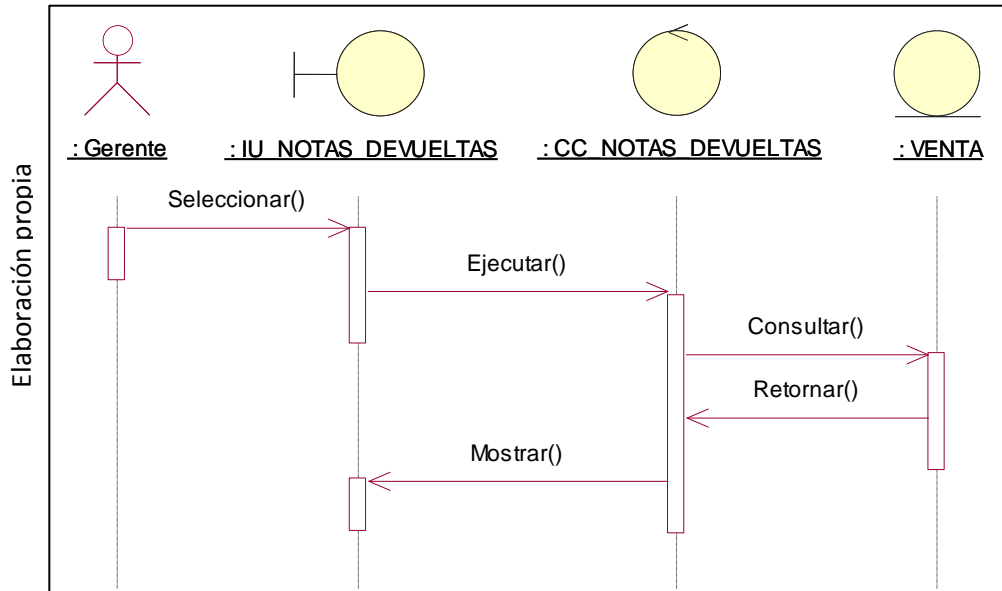 : Gerente
: IU_NOTAS_DEVUELTAS
: CC_NOTAS_DEVUELTAS
: VENTA
Seleccionar()
Ejecutar()
Consultar()
Retornar()
Mostrar()
Elaboración propia